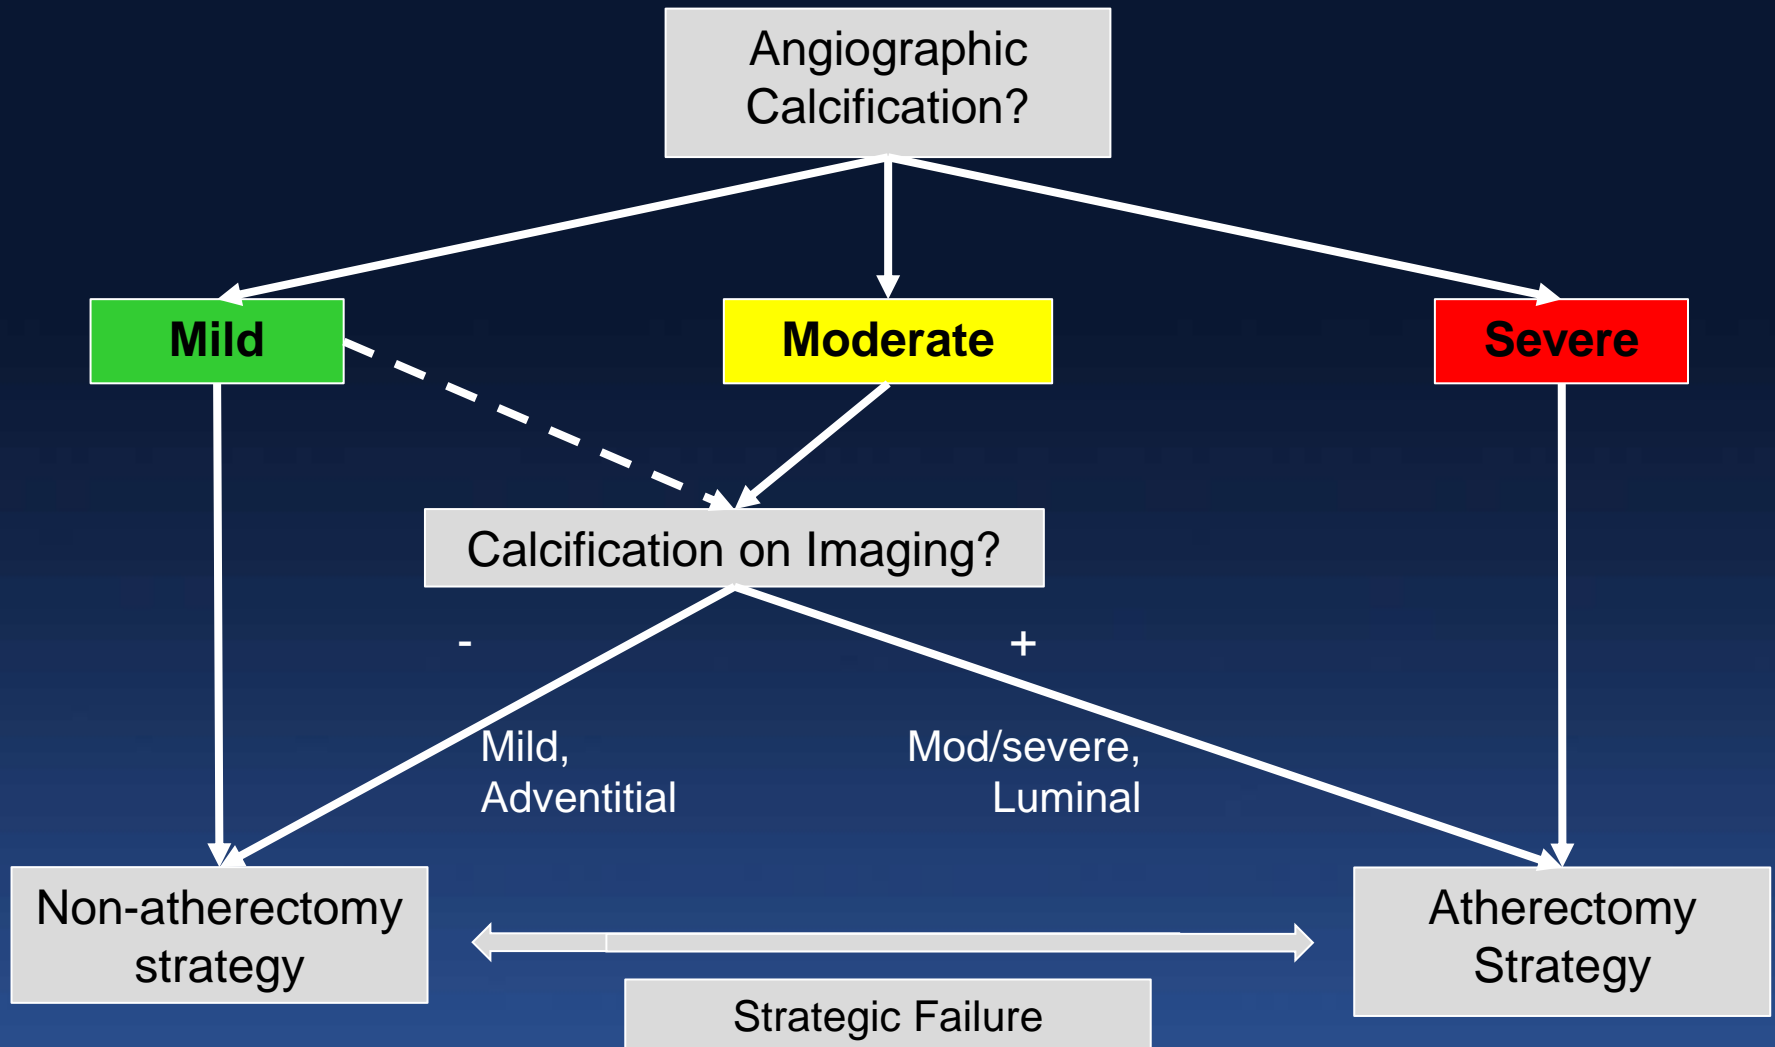 Angiographic
Calcification?
Mild
Moderate
Severe
Calcification on Imaging?
-
+
Mild,
Adventitial
Mod/severe,
Luminal
Non-atherectomy
strategy
Atherectomy
Strategy
Strategic Failure